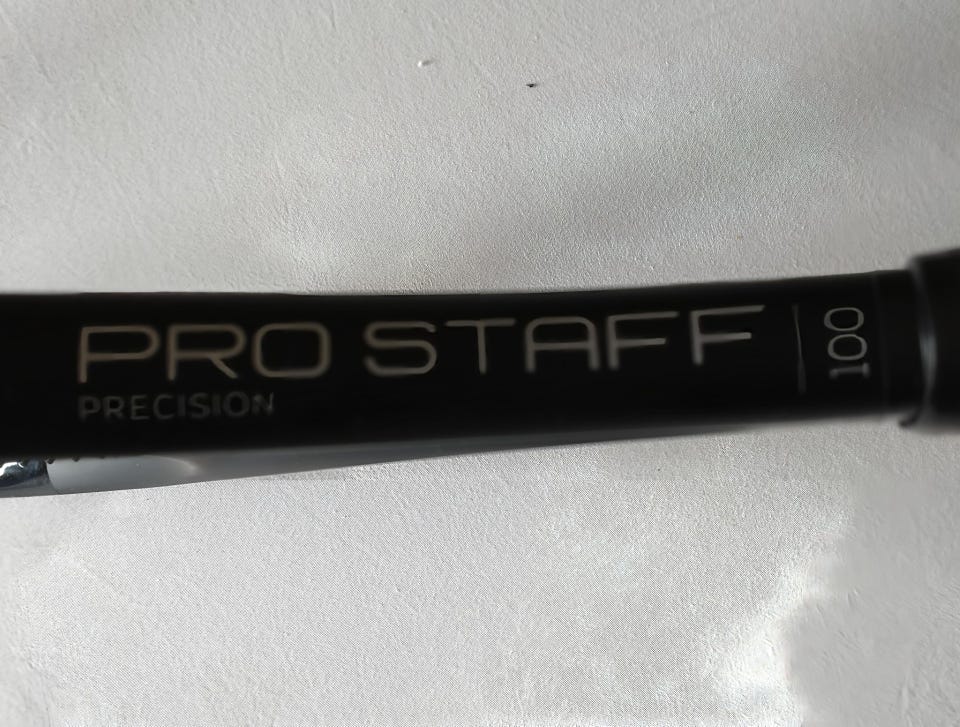 PRO STAFF
PRECISION
100